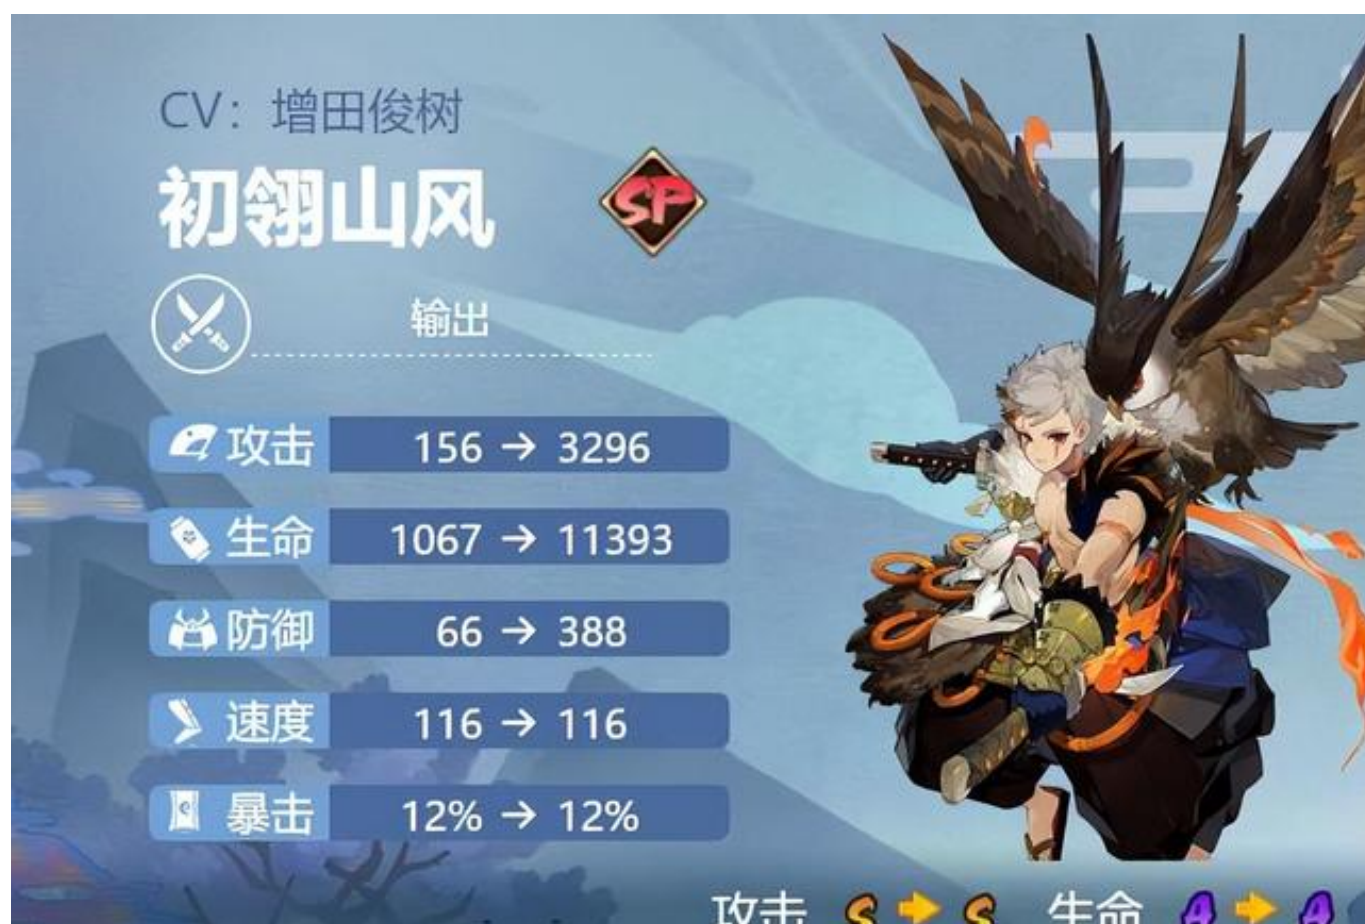 CV：增田俊树
初翎山风
SP
输出
攻击 156 → 3296
生命 1067 → 11393
防御 66 → 388
速度 116 → 116
暴击 12% → 12%
攻击 S → S 生命 A → A